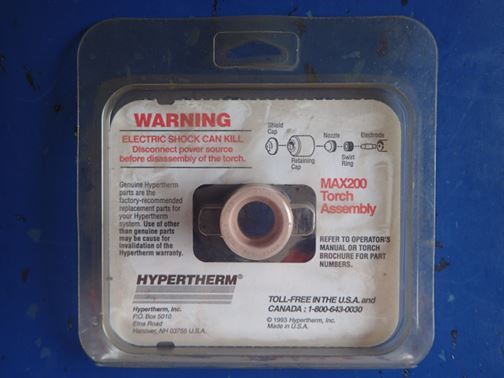 WARNING
ELECTRIC SHOCK CAN KILL
Disconnect power source
before disassembly of the torch.
Shield
Cap
Retaining
Cap
Nozzle
Swirl
Ring
Electrode
Genuine Hypertherm
parts are the
factory-recommended
replacement parts for
your Hypertherm
system. Use of other
than genuine parts
may be cause for
invalidation of the
Hypertherm warranty.
MAX200
Torch
Assembly
REFER TO OPERATOR'S
MANUAL OR TORCH
BROCHURE FOR PART
NUMBERS.
HYPERTHERM®
Hypertherm, Inc.
P.O. Box 5010
Etna Road
Hanover, NH 03755 U.S.A.
TOLL-FREE IN THE U.S.A. and
CANADA : 1-800-643-0030
© 1993 Hypertherm, Inc.
Made in U.S.A.